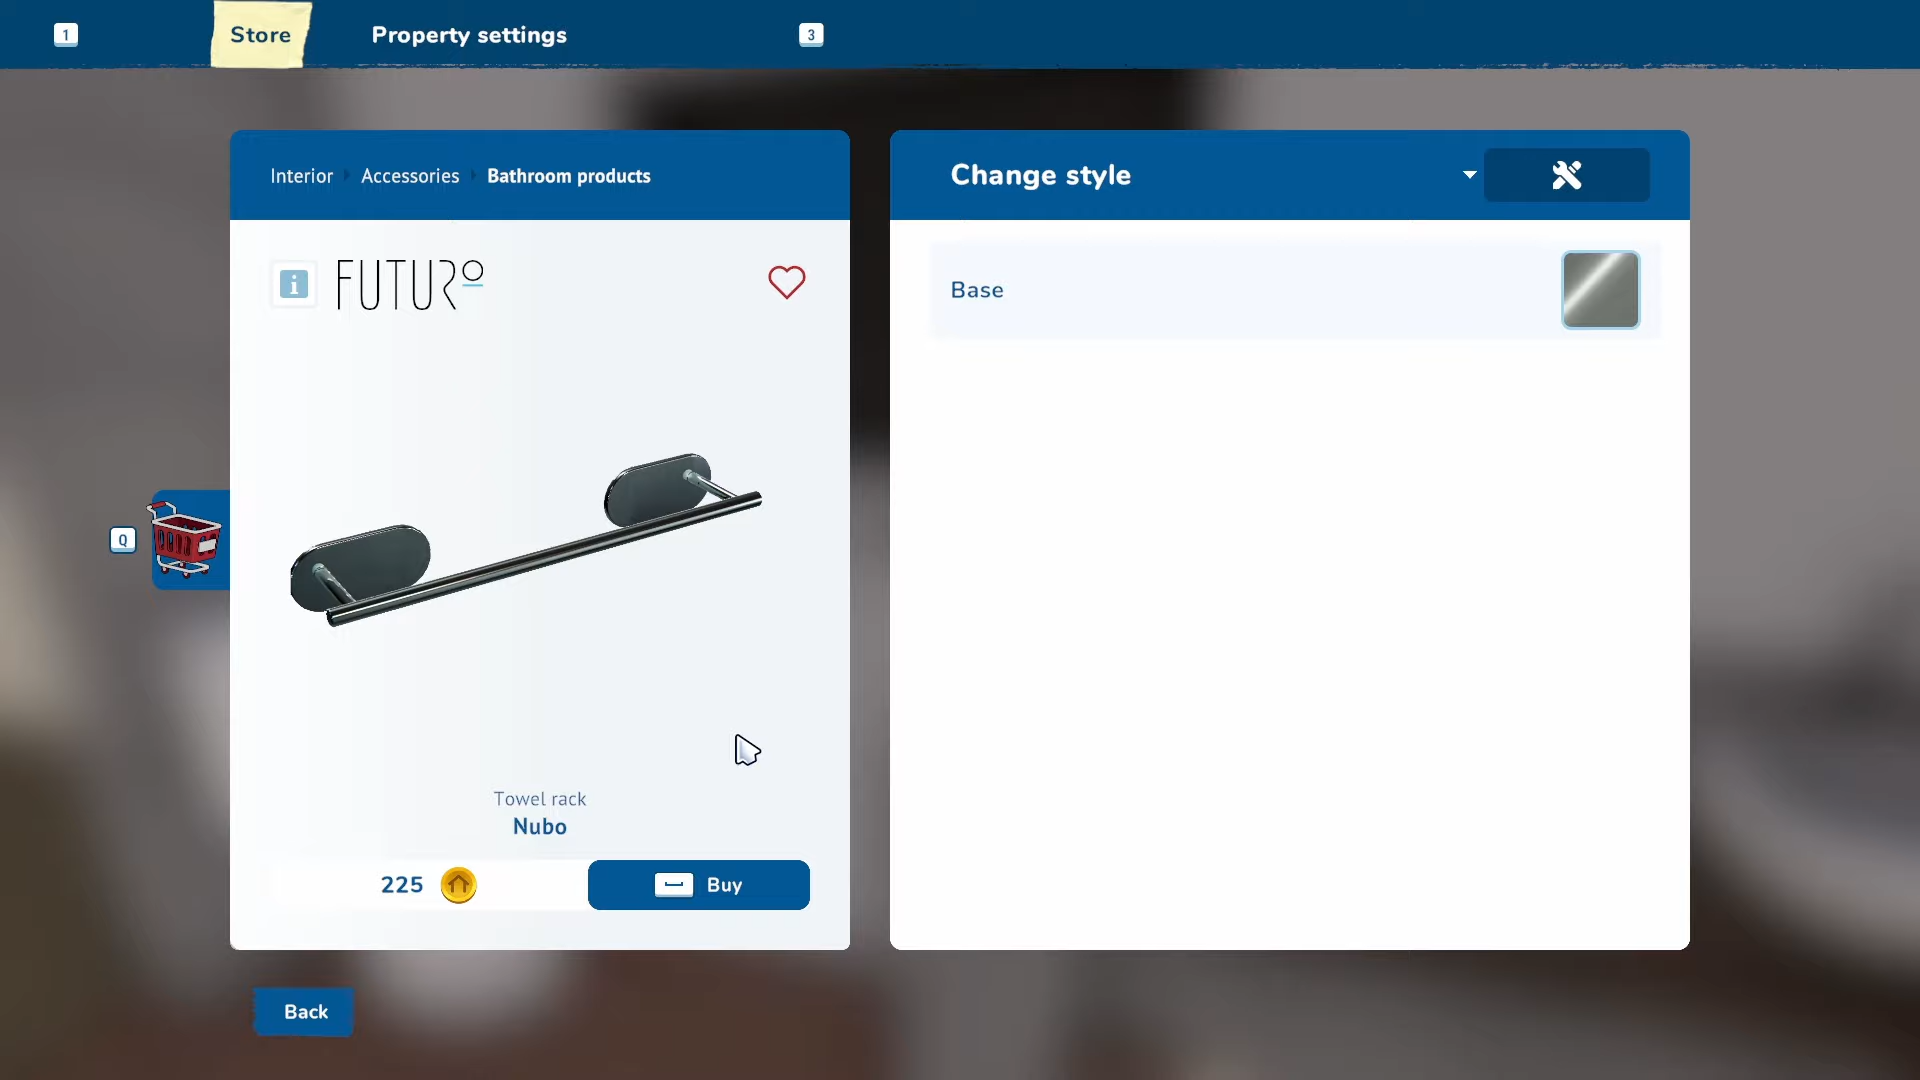 1
Store
Property settings
3
Interior
Accessories
Bathroom products
Change style
i
FUTURO
Base
Q
Towel rack
Nubo
225
Buy
Back